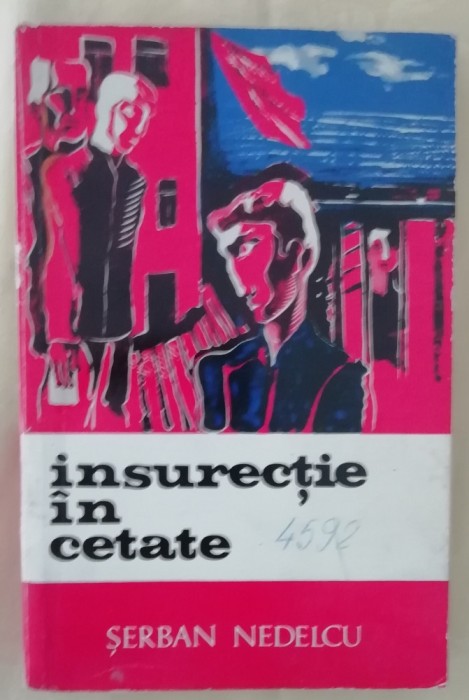 insurecție
în
cetate
4592
ȘERBAN NEDELCU